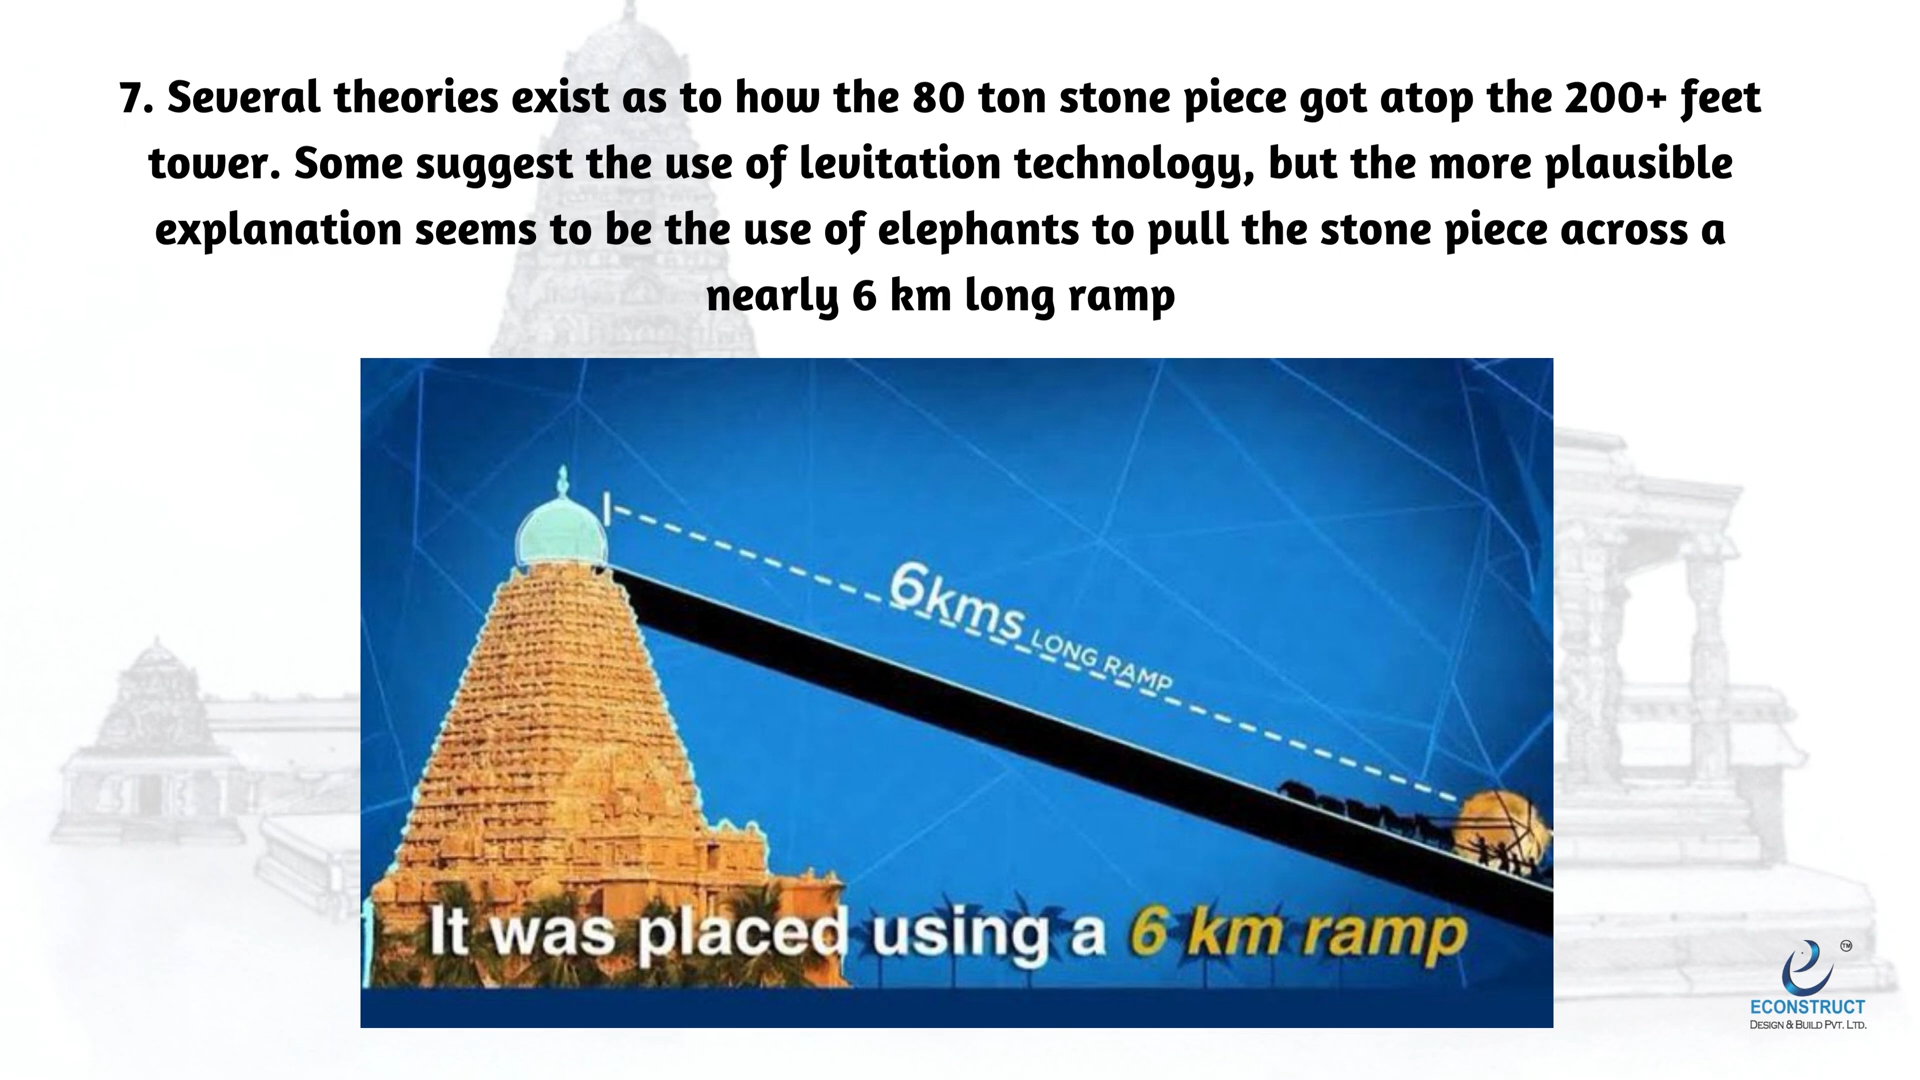 7. Several theories exist as to how the 80 ton stone piece got atop the 200+ feet
tower. Some suggest the use of levitation technology, but the more plausible
explanation seems to be the use of elephants to pull the stone piece across a
nearly 6 km long ramp
6kms LONG RAMP
It was placed using a 6 km ramp
TM
ECONSTRUCT
DESIGN & BUILD PVT. LTD.